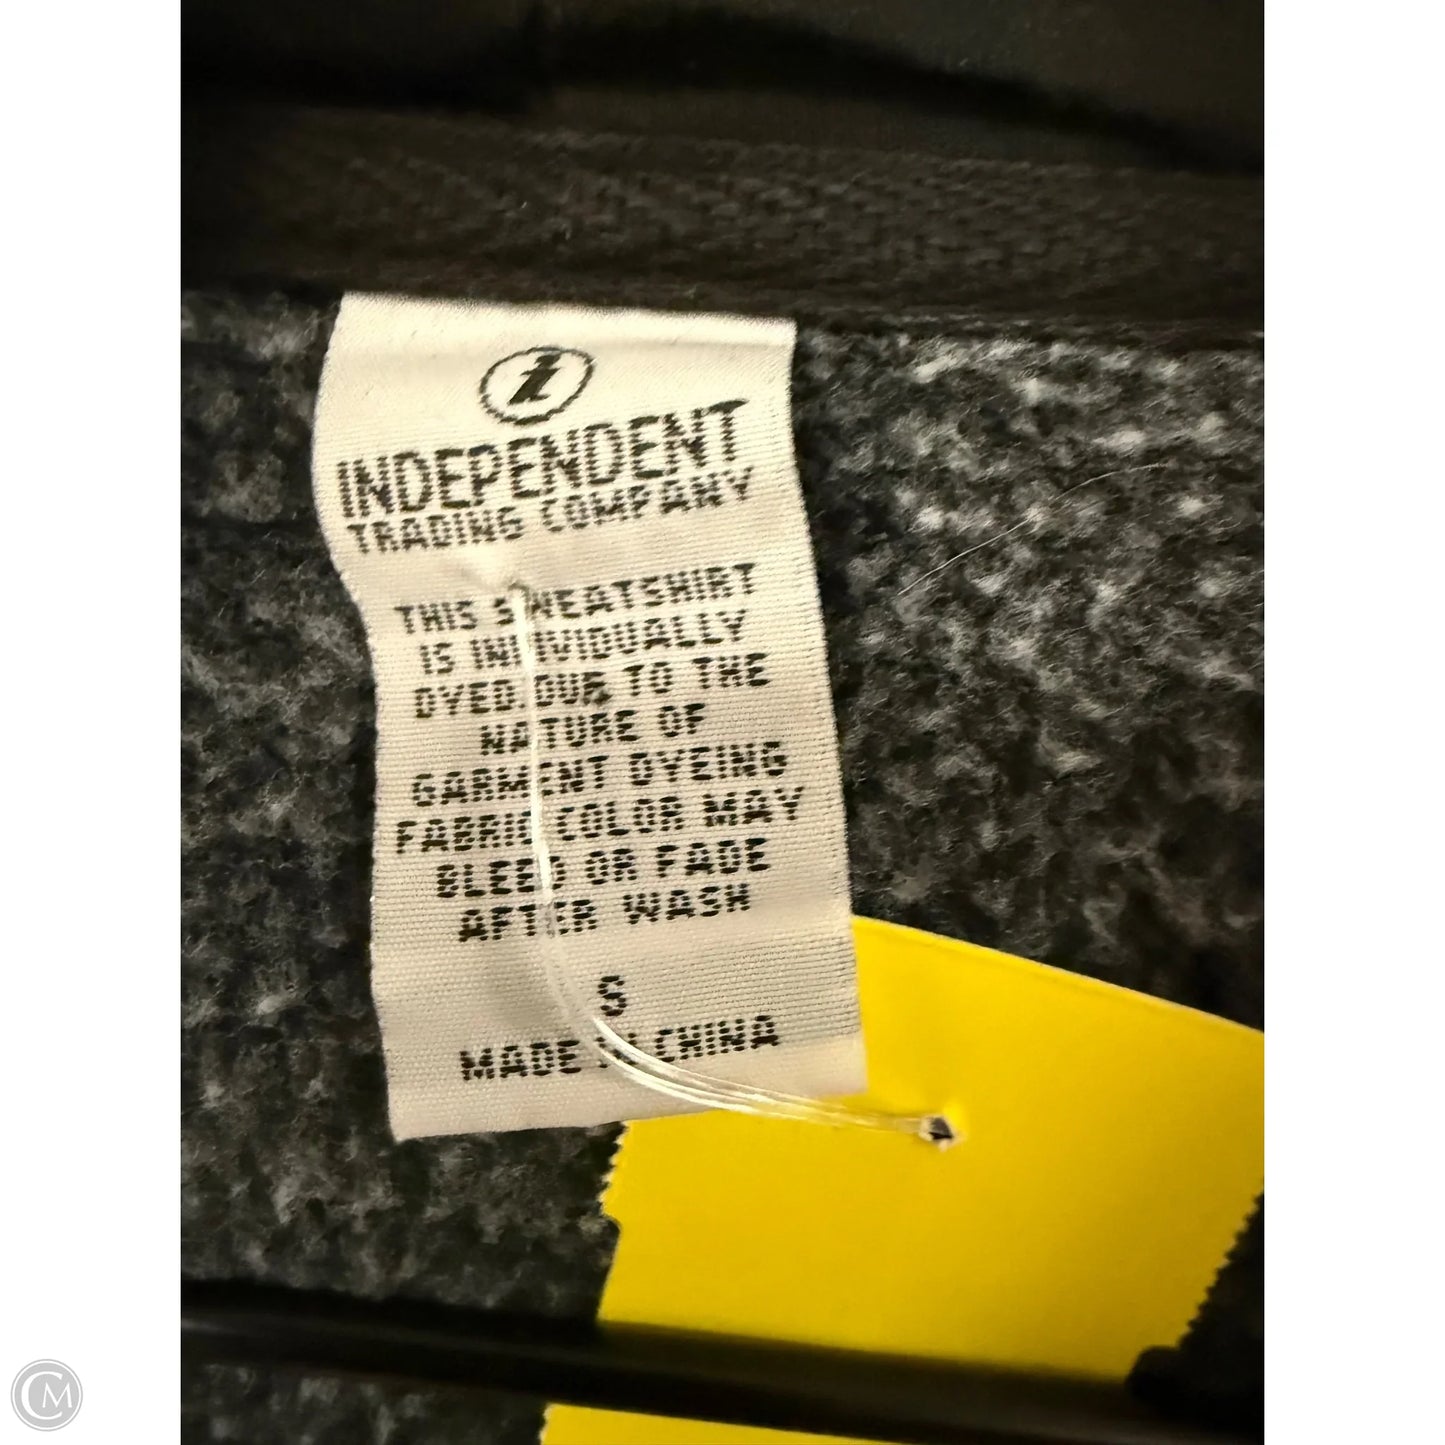 i
INDEPENDENT
TRADING COMPANY
THIS SWEATSHIRT
IS INDIVIDUALLY
DYED. DUE TO THE
NATURE OF
GARMENT DYEING
FABRIC COLOR MAY
BLEED OR FADE
AFTER WASH
S
MADE IN CHINA
CM